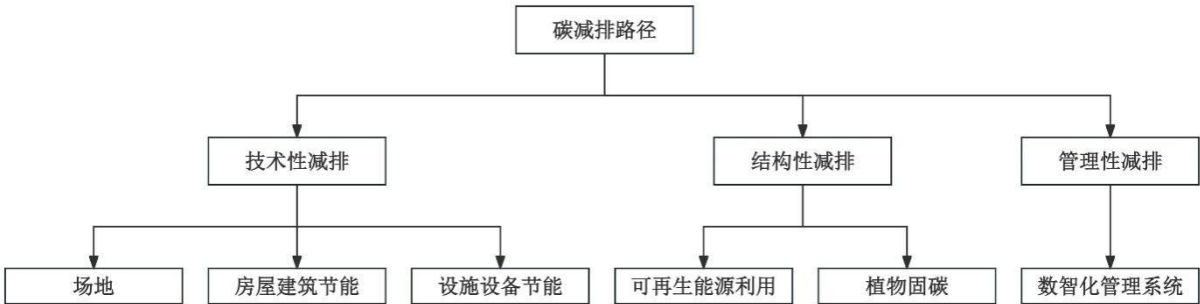 碳减排路径
技术性减排
结构性减排
管理性减排
场地
房屋建筑节能
设施设备节能
可再生能源利用
植物固碳
数智化管理系统